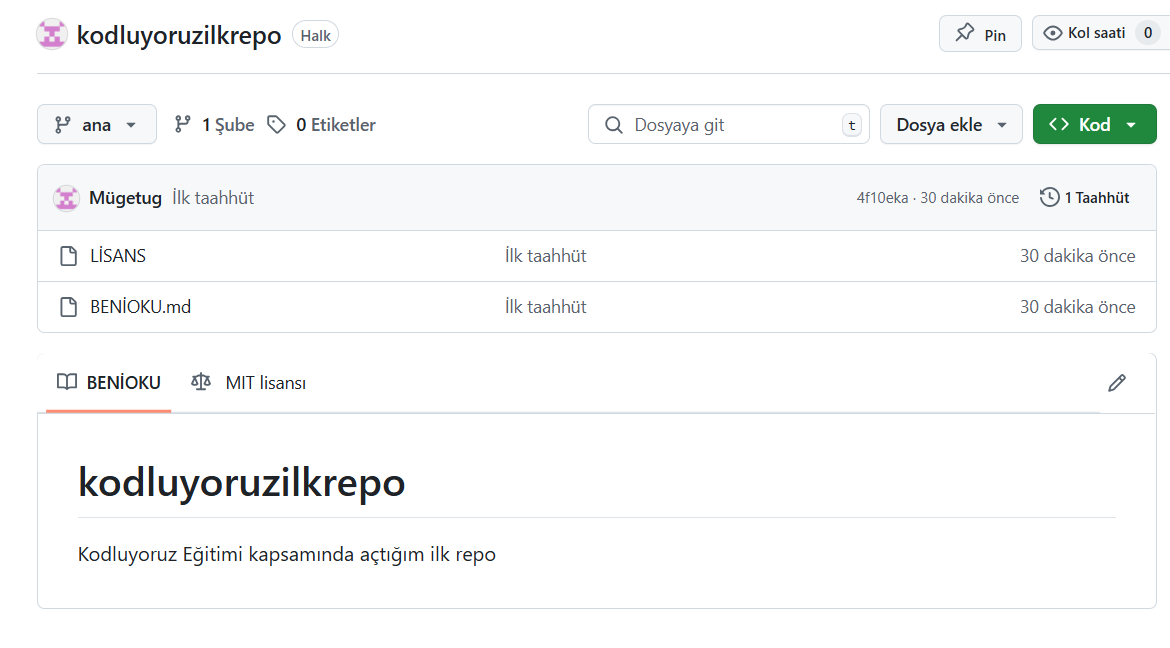 kodluyoruzilkrepo Halk Pin Kol saati 0
ana 1 Şube 0 Etiketler Dosyaya git t Dosya ekle Kod
Mügetug İlk taahhüt 4f10eka · 30 dakika önce 1 Taahhüt
LİSANS İlk taahhüt 30 dakika önce
BENİOKU.md İlk taahhüt 30 dakika önce
BENİOKU MIT lisansı
kodluyoruzilkrepo
Kodluyoruz Eğitimi kapsamında açtığım ilk repo